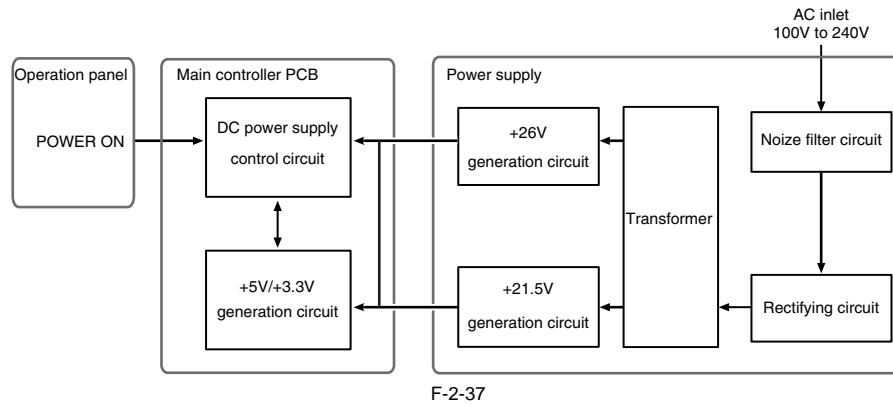 AC inlet
100V to 240V
Operation panel
Main controller PCB
Power supply
POWER ON
DC power supply
control circuit
+26V
generation circuit
Noize filter circuit
Transformer
+5V/+3.3V
generation circuit
+21.5V
generation circuit
Rectifying circuit
F-2-37